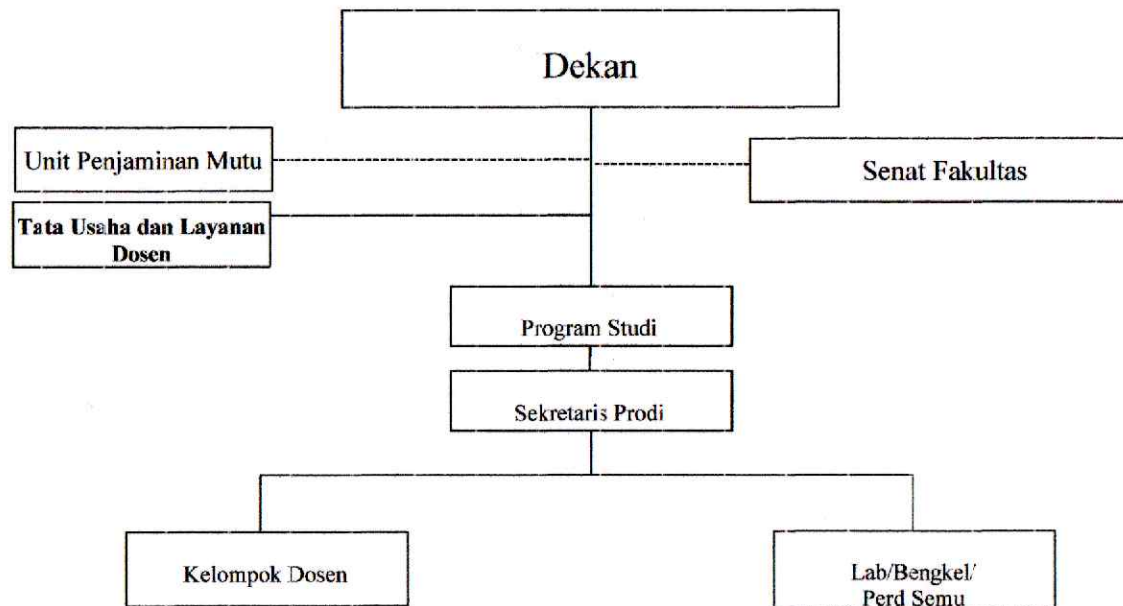 Dekan
Unit Penjaminan Mutu
Senat Fakultas
Tata Usaha dan Layanan
Dosen
Program Studi
Sekretaris Prodi
Kelompok Dosen
Lab/Bengkel/
Perd Semu